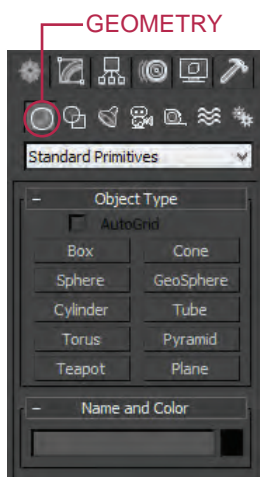 GEOMETRY
Standard Primitives
– Object Type
AutoGrid
Box Cone
Sphere GeoSphere
Cylinder Tube
Torus Pyramid
Teapot Plane
– Name and Color